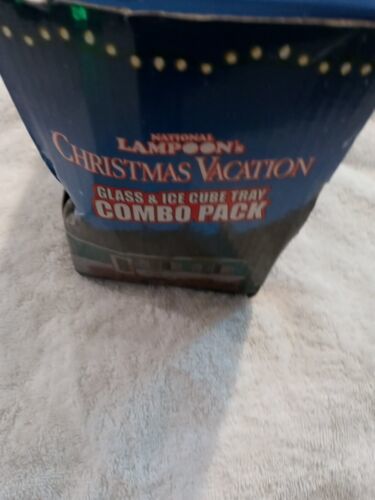 NATIONAL
LAMPOON's
CHRISTMAS VACATION
GLASS & ICE CUBE TRAY
COMBO PACK